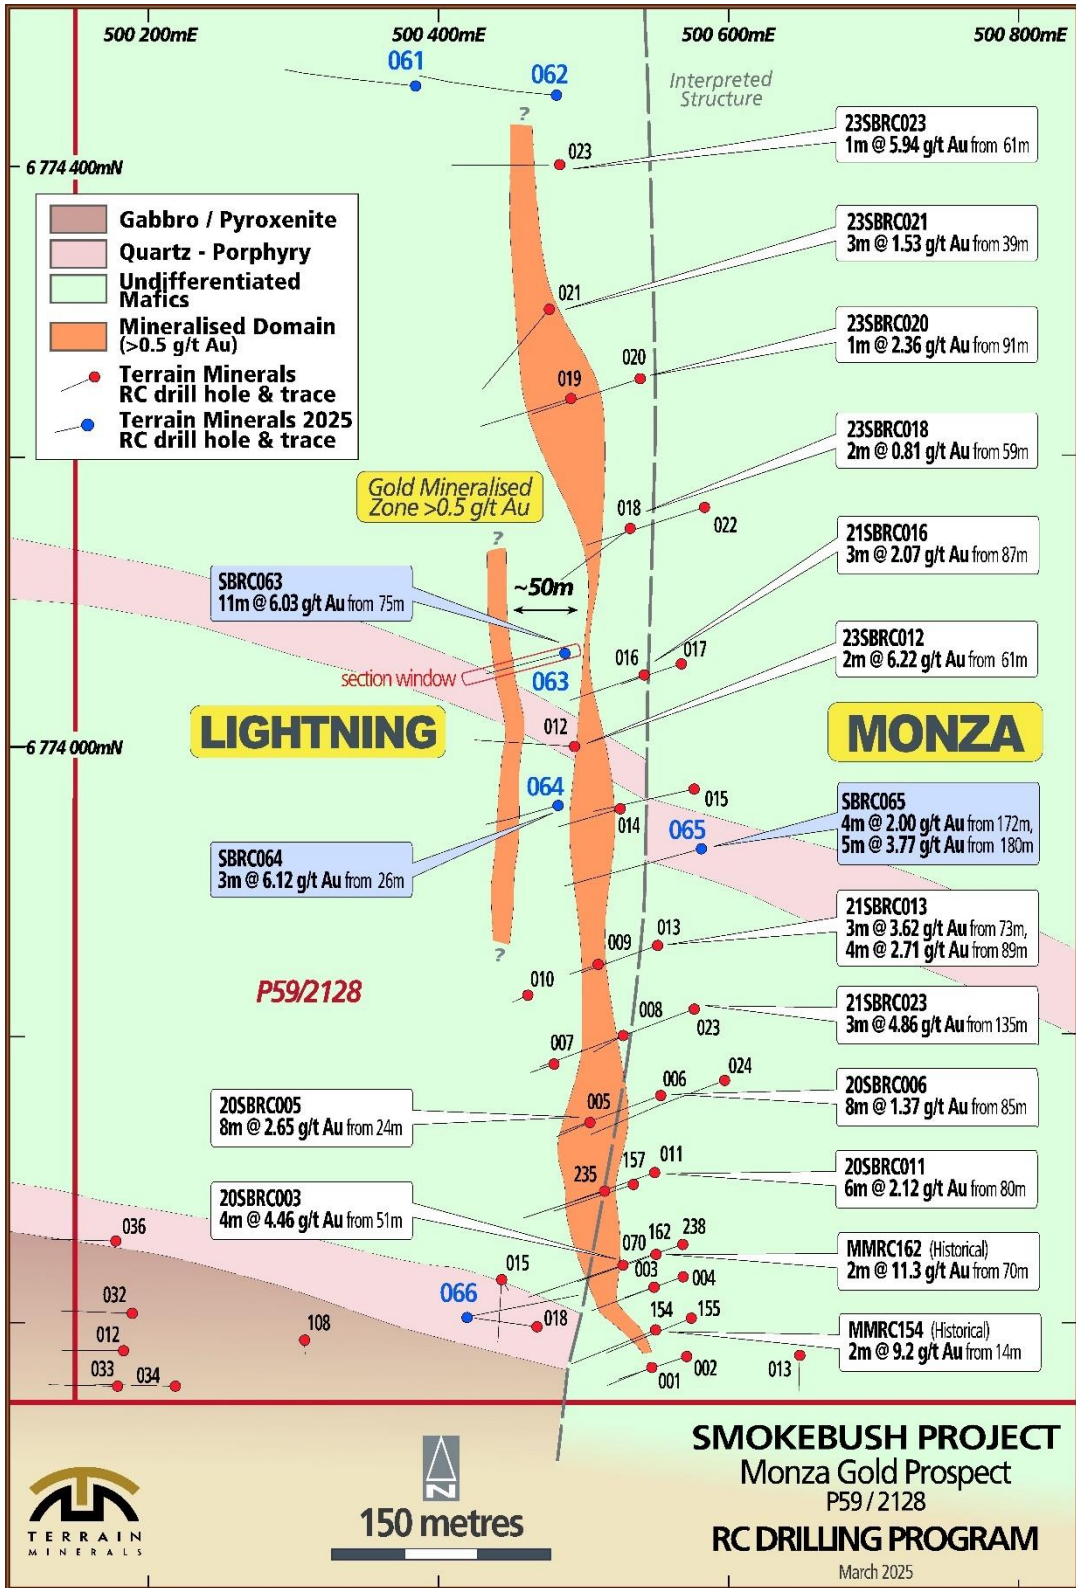 500 200mE
500 400mE
500 600mE
500 800mE
061
062
Interpreted
Structure
?
23SBRC023
1m @ 5.94 g/t Au from 61m
023
6 774 400mN
Gabbro / Pyroxenite
Quartz - Porphyry
Undifferentiated
Mafics
Mineralised Domain
(>0.5 g/t Au)
Terrain Minerals
RC drill hole & trace
Terrain Minerals 2025
RC drill hole & trace
23SBRC021
3m @ 1.53 g/t Au from 39m
021
23SBRC020
1m @ 2.36 g/t Au from 91m
020
019
23SBRC018
2m @ 0.81 g/t Au from 59m
Gold Mineralised
Zone >0.5 g/t Au
018
022
?
21SBRC016
3m @ 2.07 g/t Au from 87m
~50m
SBRC063
11m @ 6.03 g/t Au from 75m
23SBRC012
2m @ 6.22 g/t Au from 61m
016
017
section window
063
LIGHTNING
012
MONZA
6 774 000mN
064
015
014
065
SBRC065
4m @ 2.00 g/t Au from 172m,
5m @ 3.77 g/t Au from 180m
SBRC064
3m @ 6.12 g/t Au from 26m
21SBRC013
3m @ 3.62 g/t Au from 73m,
4m @ 2.71 g/t Au from 89m
009
013
?
010
P59/2128
21SBRC023
3m @ 4.86 g/t Au from 135m
008
023
007
024
006
20SBRC006
8m @ 1.37 g/t Au from 85m
20SBRC005
8m @ 2.65 g/t Au from 24m
005
011
157
235
20SBRC011
6m @ 2.12 g/t Au from 80m
20SBRC003
4m @ 4.46 g/t Au from 51m
036
238
162
070
MMRC162 (Historical)
2m @ 11.3 g/t Au from 70m
015
003
004
032
066
018
154
155
108
012
MMRC154 (Historical)
2m @ 9.2 g/t Au from 14m
033
034
001
002
013
SMOKEBUSH PROJECT
Monza Gold Prospect
P59 / 2128
RC DRILLING PROGRAM
March 2025
N
150 metres
TERRAIN
MINERALS